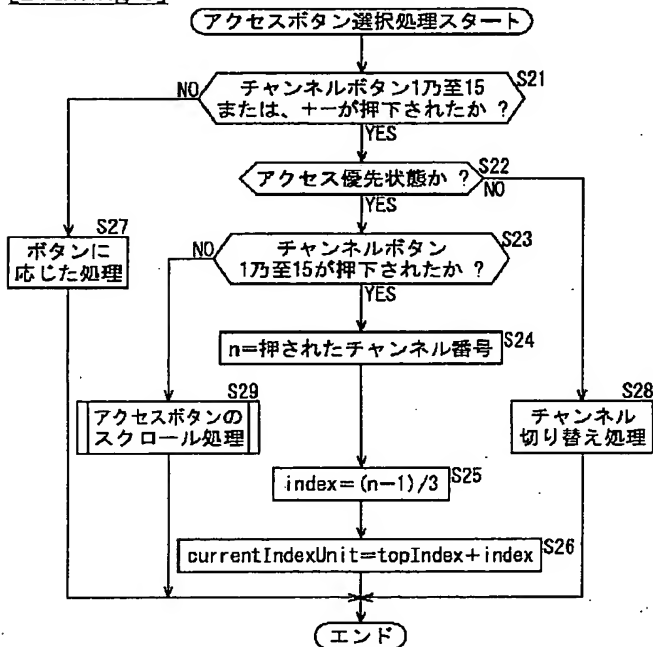 アクセスボタン選択処理スタート
チャンネルボタン1乃至15
または、+-が押下されたか ?
S21
NO
YES
アクセス優先状態か ?
S22
NO
YES
S27
ボタンに
応じた処理
チャンネルボタン
1乃至15が押下されたか ?
S23
NO
YES
n=押されたチャンネル番号
S24
S29
アクセスボタンの
スクロール処理
S28
チャンネル
切り替え処理
index=(n-1)/3
S25
currentIndexUnit=topIndex+index
S26
エンド